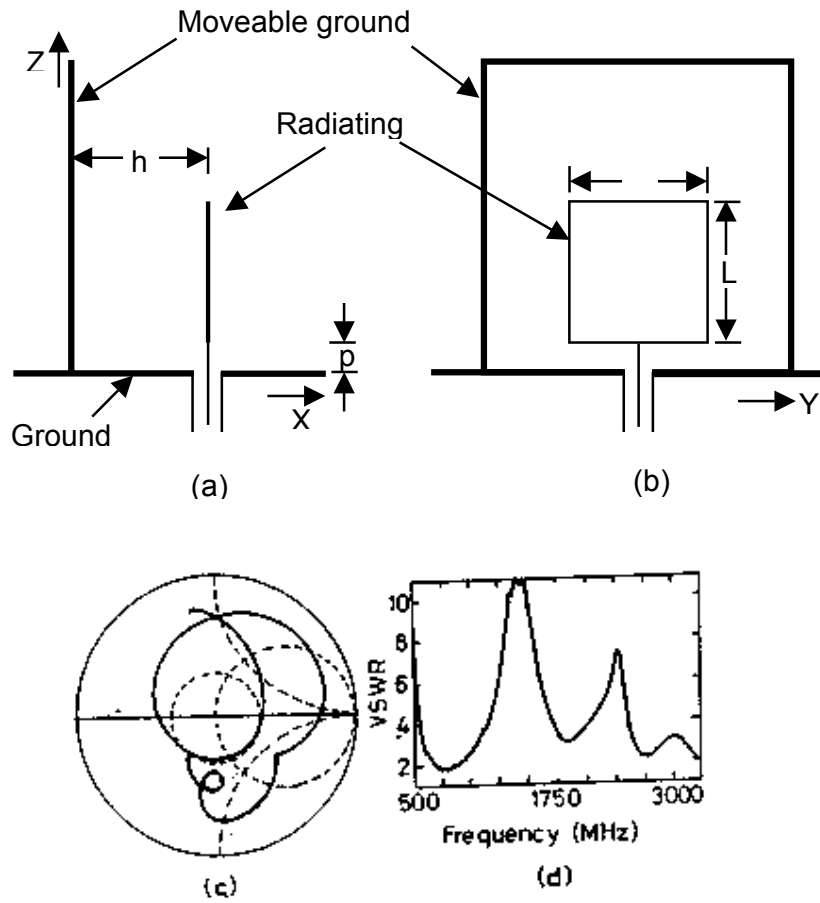 Moveable ground
Z
Radiating
h
L
p
X
Y
Ground
(a)
(b)
10
8
6
4
2
VSWR
500
1750
3000
Frequency (MHz)
(c)
(d)